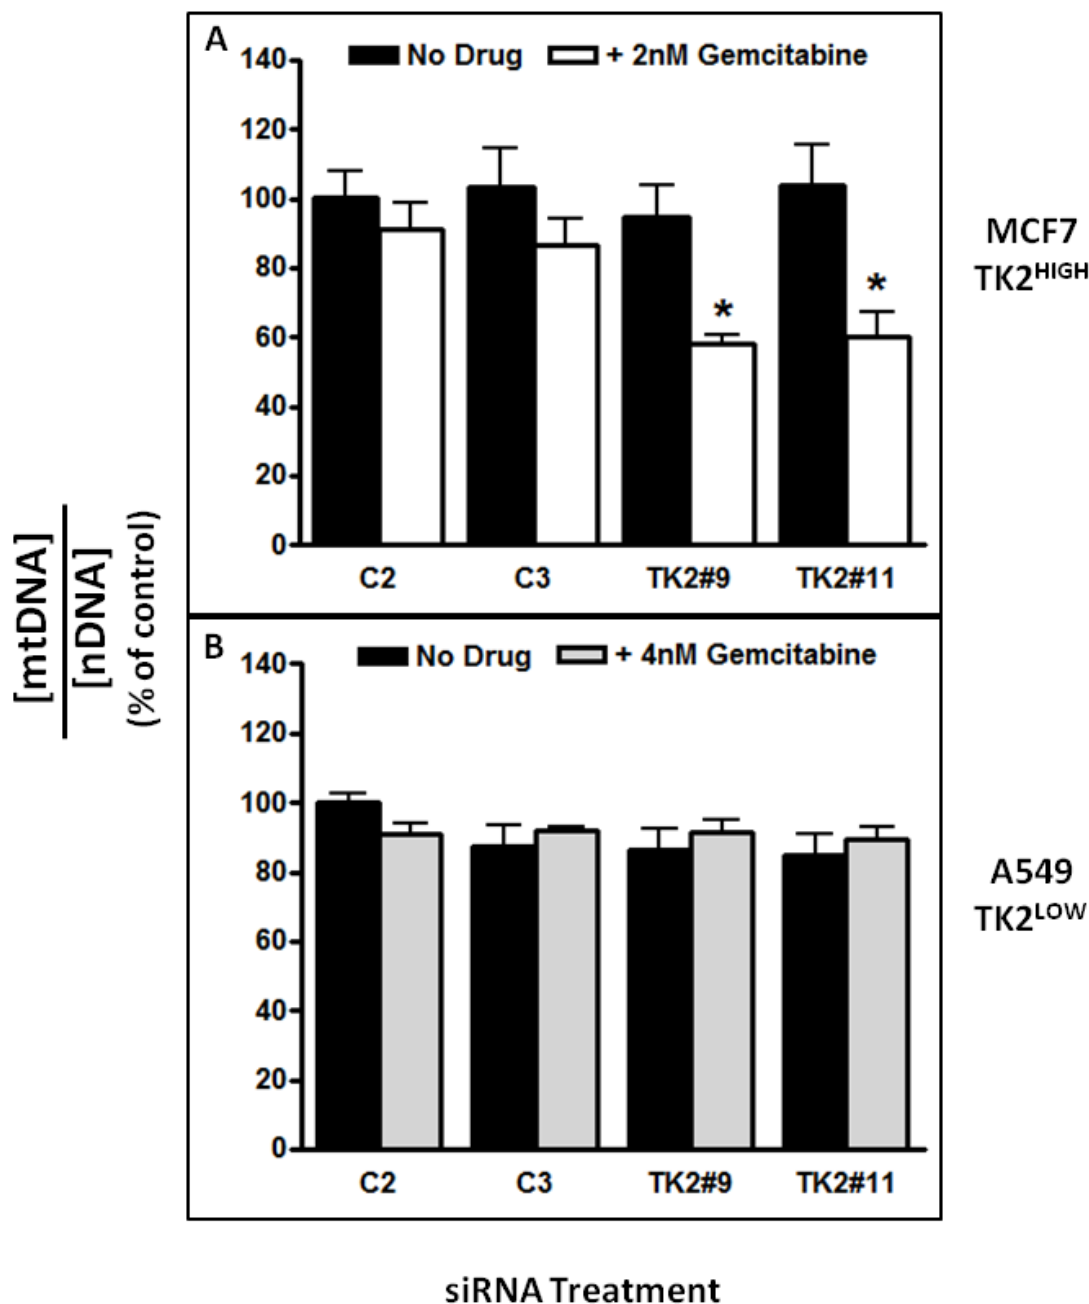 A
No Drug + 2nM Gemcitabine
140
120
100
80
60
40
20
0
* *
C2 C3 TK2#9 TK2#11
MCF7
TK2HIGH
[mtDNA]
[nDNA]
(% of control)
B
No Drug + 4nM Gemcitabine
140
120
100
80
60
40
20
0
C2 C3 TK2#9 TK2#11
A549
TK2LOW
siRNA Treatment